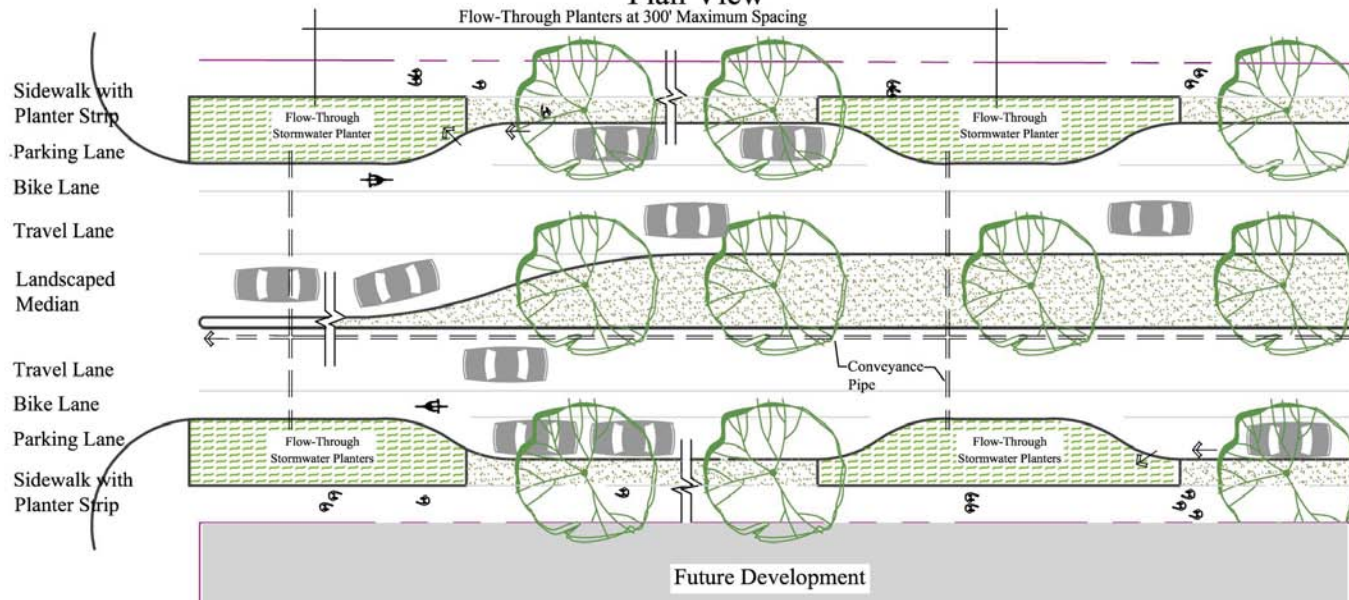 Plan View
Flow-Through Planters at 300' Maximum Spacing
Sidewalk with
Planter Strip
Flow-Through
Stormwater Planter
Flow-Through
Stormwater Planter
Parking Lane
Bike Lane
Travel Lane
Landscaped
Median
Travel Lane
Conveyance
Pipe
Bike Lane
Parking Lane
Flow-Through
Stormwater Planters
Flow-Through
Stormwater Planters
Sidewalk with
Planter Strip
Future Development